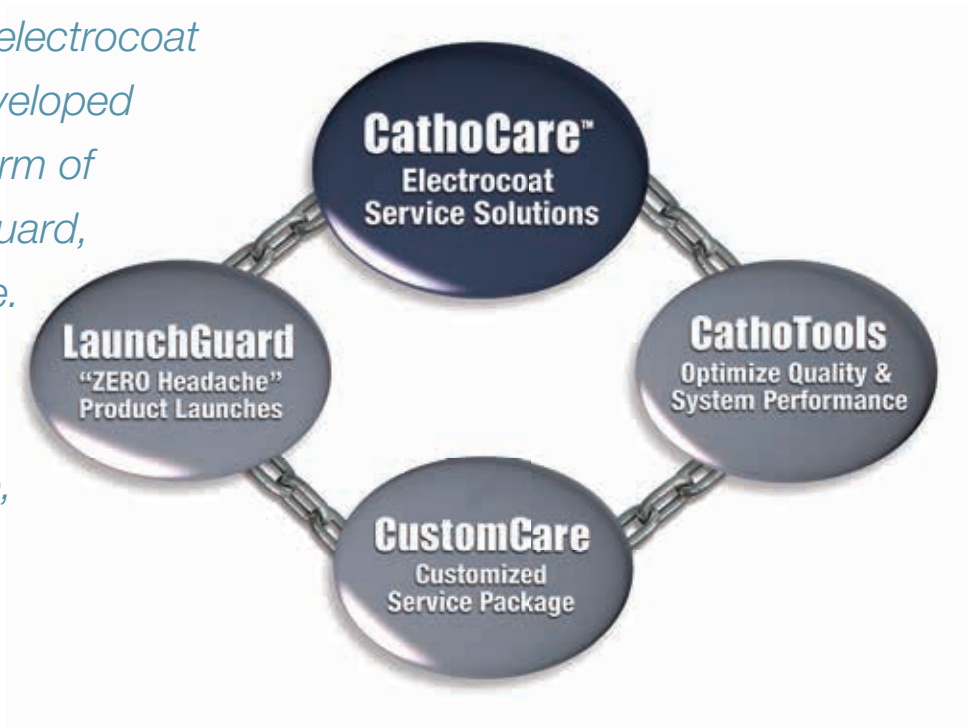 electrocoat
veloped
rm of
uard,
e.
,
CathoCare™
Electrocoat
Service Solutions
LaunchGuard
“ZERO Headache”
Product Launches
CathoTools
Optimize Quality &
System Performance
CustomCare
Customized
Service Package